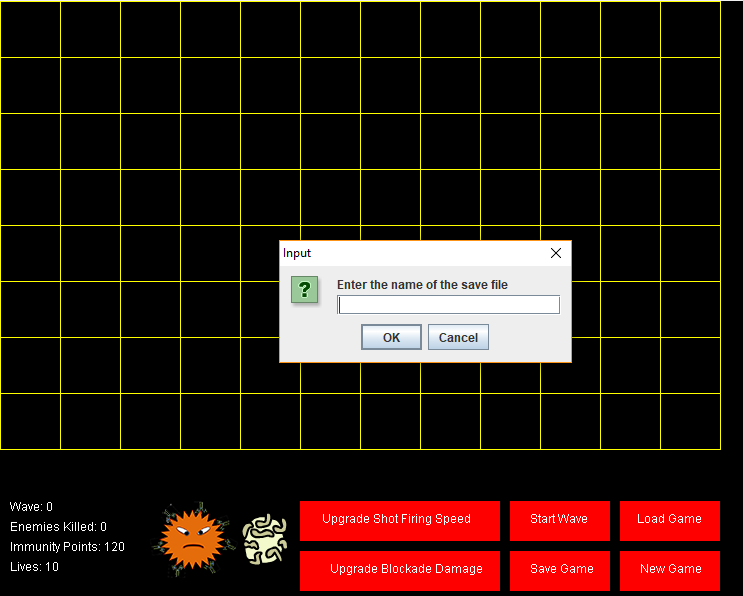 Input
?
Enter the name of the save file
OK
Cancel
Wave: 0
Enemies Killed: 0
Immunity Points: 120
Lives: 10
Upgrade Shot Firing Speed
Start Wave
Load Game
Upgrade Blockade Damage
Save Game
New Game